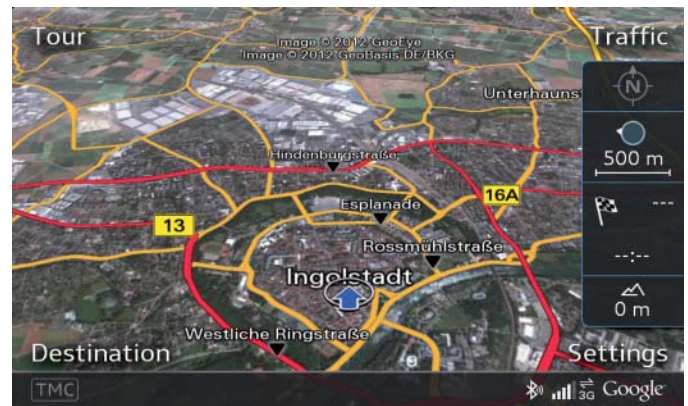 Tour
Traffic
Image © 2012 GeoEye
Image © 2012 GeoBasis DE/BKG
Unterhaunst
N
500 m
Hindenburgstraße
16A
Esplanade
---
13
Rossmühlstraße
--:--
Ingolstadt
0 m
Westliche Ringstraße
Destination
Settings
TMC
3G
Google